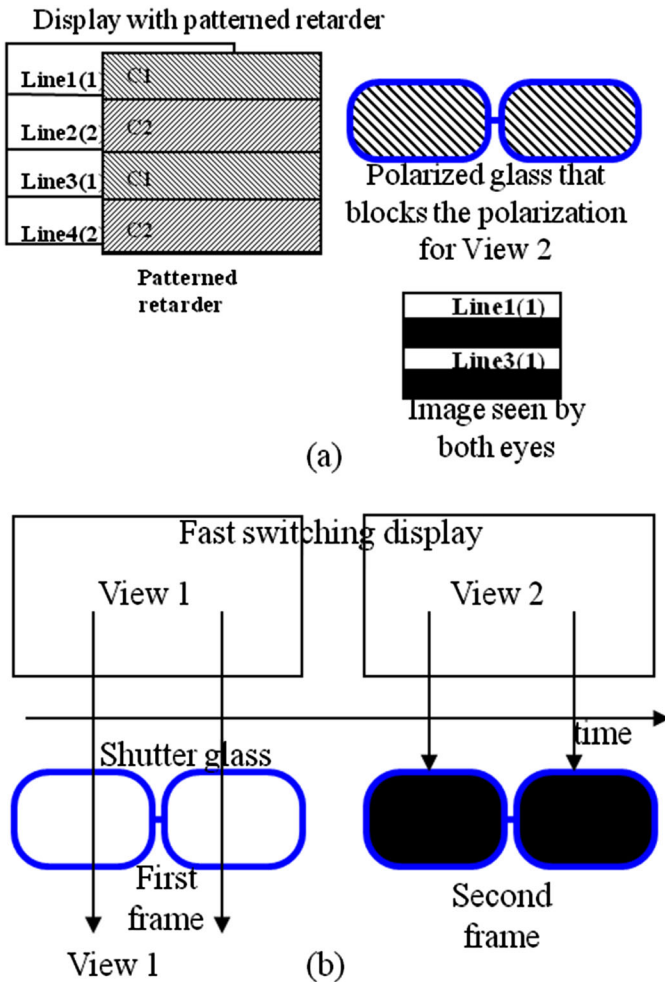 Display with patterned retarder
Line1(1) C1
Line2(2) C2
Line3(1) C1
Line4(2) C2
Patterned
retarder
Polarized glass that
blocks the polarization
for View 2
Line1(1)
Line3(1)
Image seen by
both eyes
(a)
Fast switching display
View 1
View 2
time
Shutter glass
First
frame
Second
frame
View 1
(b)